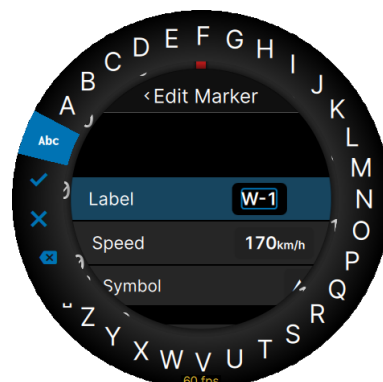 A B C D E F G H I J K L M N O P Q R S T U V W X Y Z
Abc
‹Edit Marker
Label W-1
Speed 170km/h
Symbol
60 fps